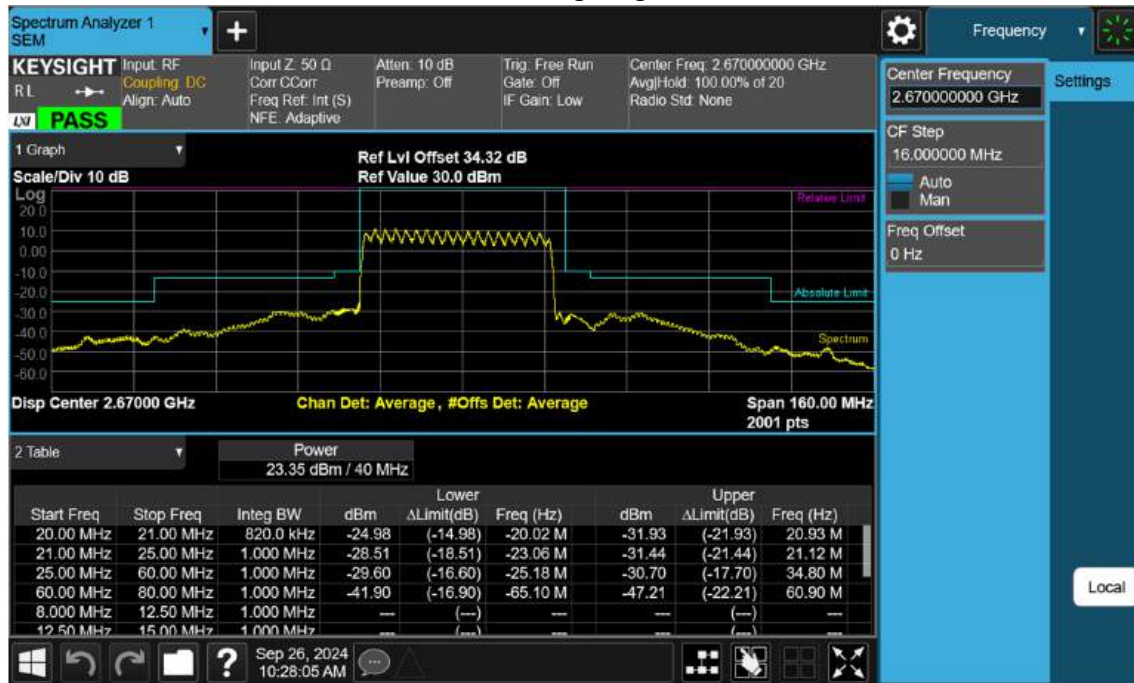 Spectrum Analyzer 1
SEM
+
Frequency
KEYSIGHT Input: RF Input Z: 50 Ω Atten: 10 dB Trig: Free Run Center Freq: 2.670000000 GHz
RL Coupling: DC Corr CCorr Preamp: Off Gate: Off Avg|Hold: 100.00% of 20
Align: Auto Freq Ref: Int (S) IF Gain: Low Radio Std: None
LXI PASS NFE: Adaptive
Center Frequency
2.670000000 GHz
Settings
CF Step
16.000000 MHz
Auto
Man
Freq Offset
0 Hz
Local
1 Graph
Ref Lvl Offset 34.32 dB
Scale/Div 10 dB Ref Value 30.0 dBm
Log
Relative Limit
20.0
10.0
0.00
-10.0
-20.0
Absolute Limit
-30.0
-40.0
Spectrum
-50.0
-60.0
Disp Center 2.67000 GHz Chan Det: Average, #Offs Det: Average Span 160.00 MHz
2001 pts
2 Table Power
23.35 dBm / 40 MHz
Lower Upper
Start Freq Stop Freq Integ BW dBm ΔLimit(dB) Freq (Hz) dBm ΔLimit(dB) Freq (Hz)
20.00 MHz 21.00 MHz 820.0 kHz -24.98 (-14.98) -20.02 M -31.93 (-21.93) 20.93 M
21.00 MHz 25.00 MHz 1.000 MHz -28.51 (-18.51) -23.06 M -31.44 (-21.44) 21.12 M
25.00 MHz 60.00 MHz 1.000 MHz -29.60 (-16.60) -25.18 M -30.70 (-17.70) 34.80 M
60.00 MHz 80.00 MHz 1.000 MHz -41.90 (-16.90) -65.10 M -47.21 (-22.21) 60.90 M
8.000 MHz 12.50 MHz 1.000 MHz --- (---) --- --- (---) ---
12.50 MHz 15.00 MHz 1.000 MHz --- (---) --- --- (---) ---
? Sep 26, 2024
10:28:05 AM